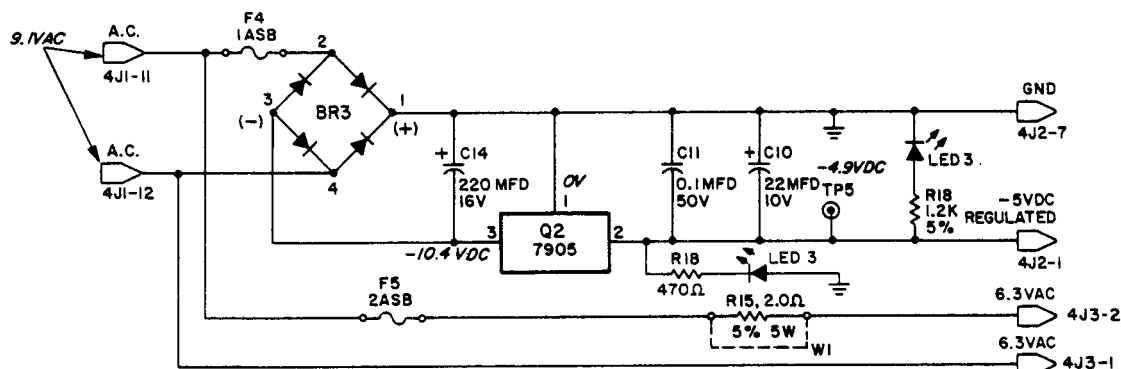 9.1VAC
A.C.
4J1-11
F4
1ASB
2
3
(-)
BR3
1
(+)
4
A.C.
4J1-12
+
C14
220 MFD
16V
-10.4 VDC
0V
1
3
Q2
7905
2
C11
0.1MFD
50V
+
C10
22MFD
10V
-4.9VDC
TP5
LED 3
R18
1.2K
5%
GND
4J2-7
-5VDC
REGULATED
4J2-1
R18
470Ω
LED 3
F5
2ASB
R15, 2.0Ω
5% 5W
W1
6.3VAC
4J3-2
6.3VAC
4J3-1